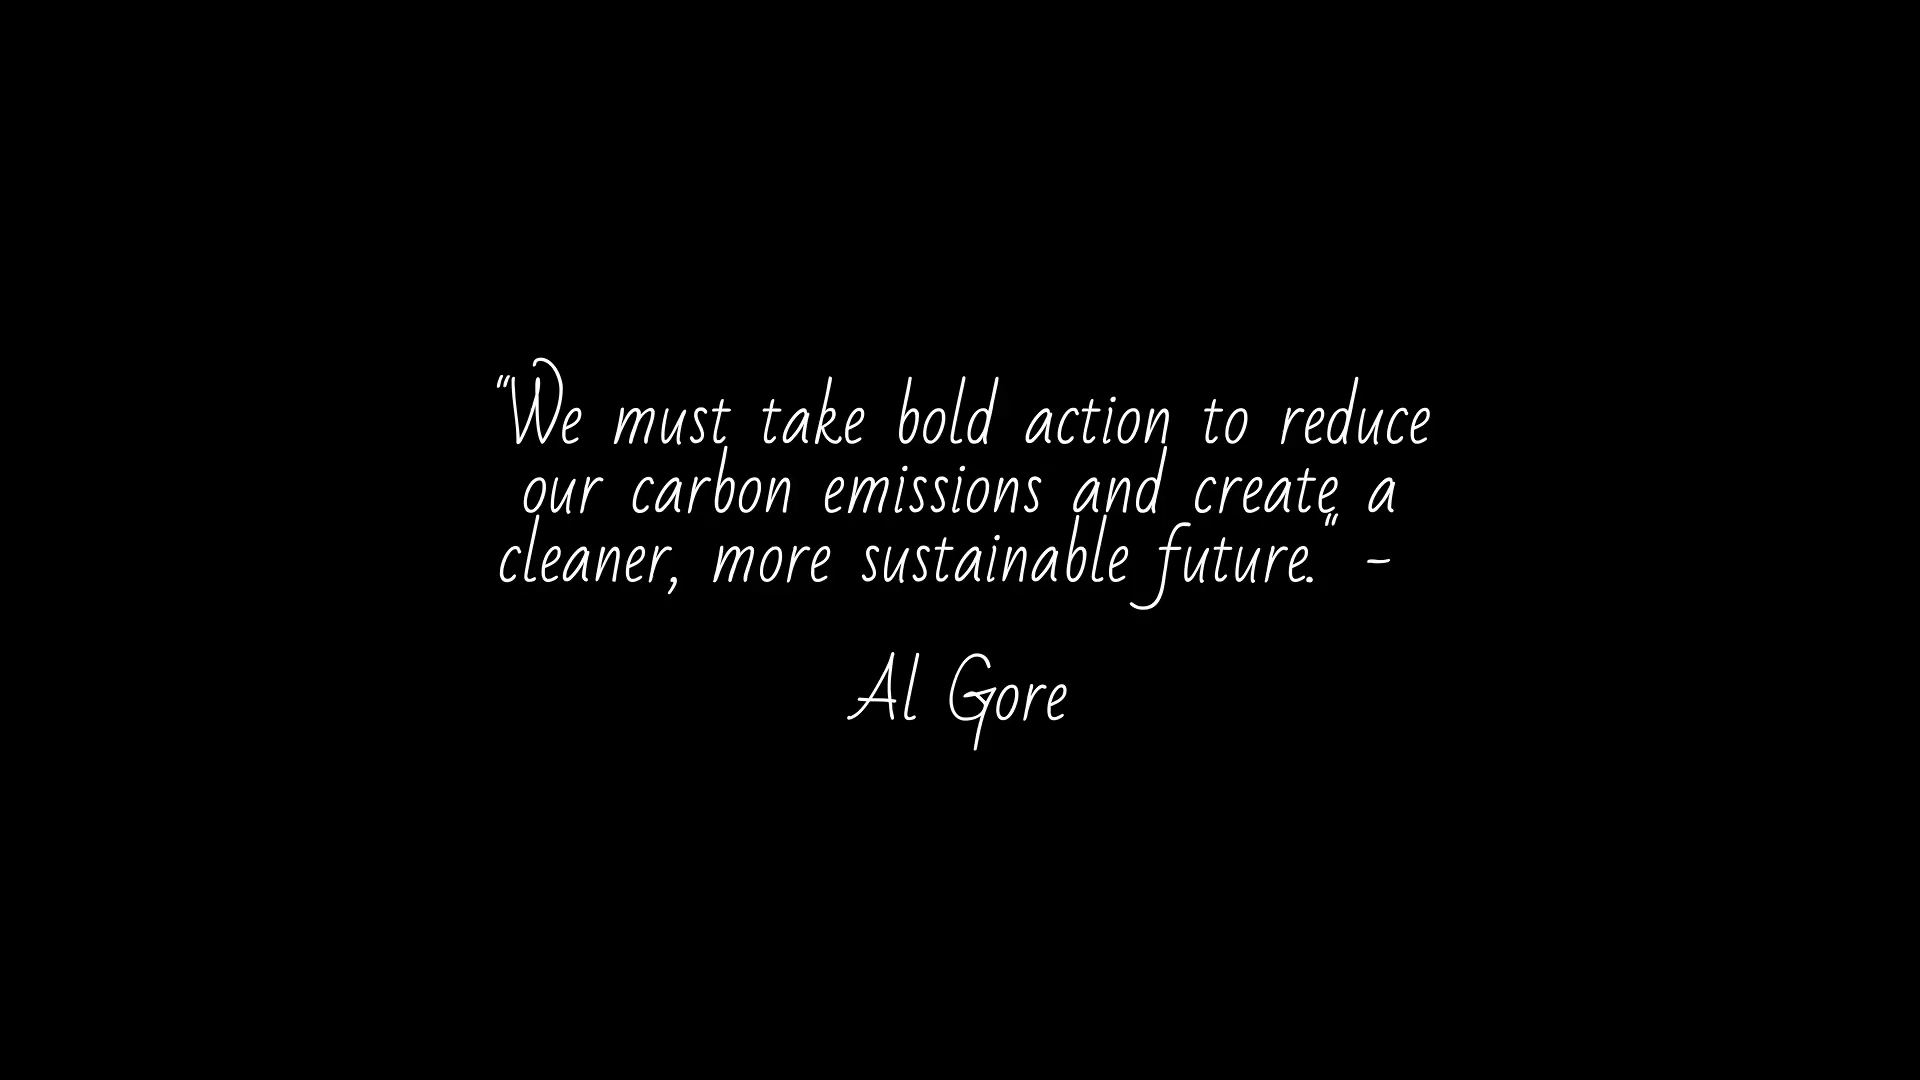 "We must take bold action to reduce
our carbon emissions and create a
cleaner, more sustainable future." -
Al Gore